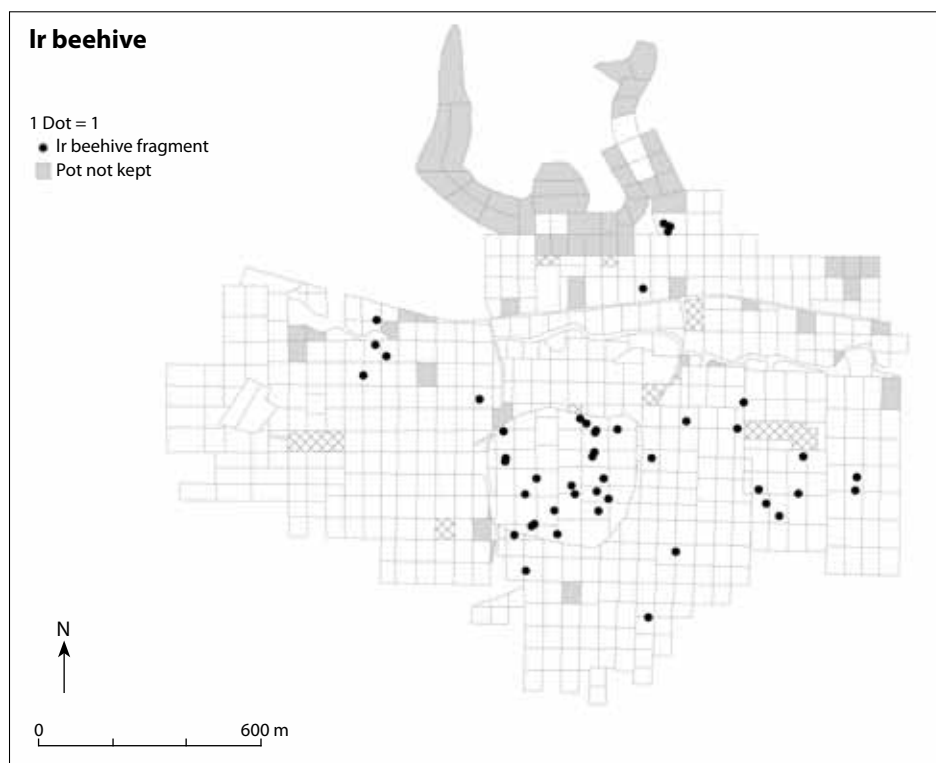 Ir beehive
1 Dot = 1
Ir beehive fragment
Pot not kept
N
0 600 m